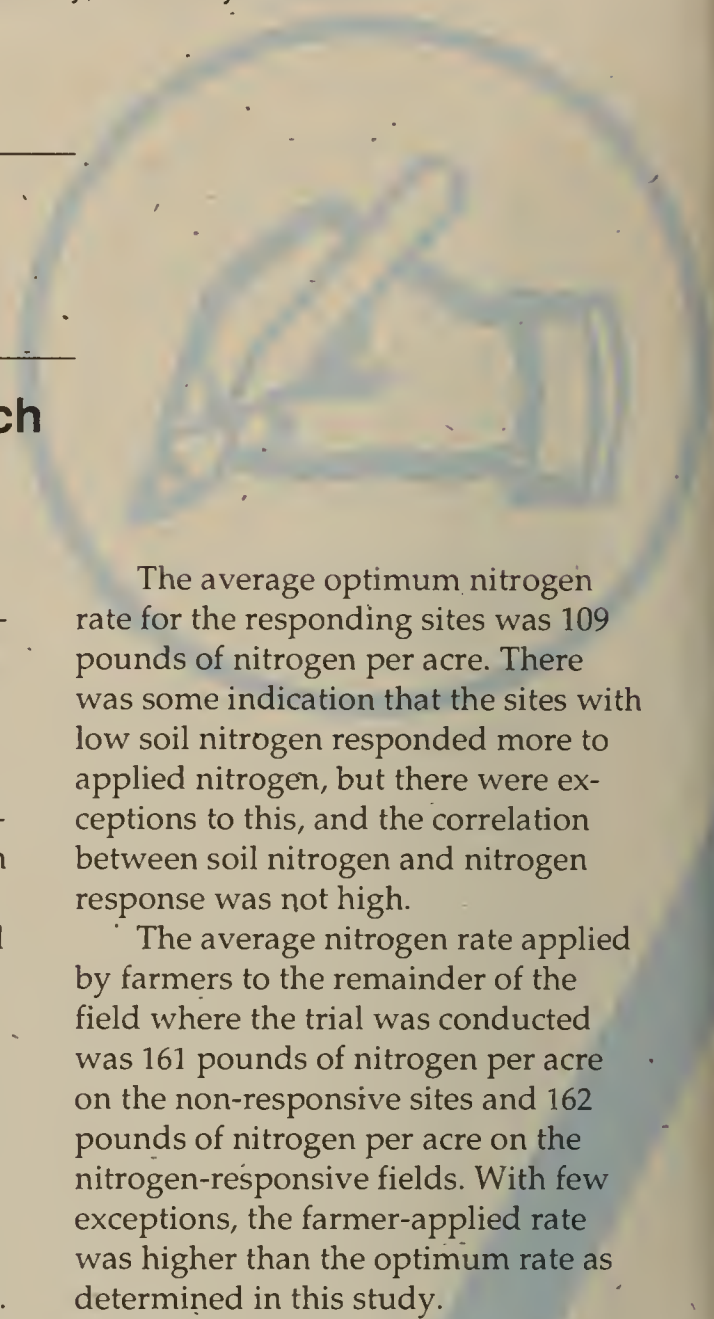 ch
The average optimum nitrogen
rate for the responding sites was 109
pounds of nitrogen per acre. There
was some indication that the sites with
low soil nitrogen responded more to
applied nitrogen, but there were ex-
ceptions to this, and the correlation
between soil nitrogen and nitrogen
response was not high.
The average nitrogen rate applied
by farmers to the remainder of the
field where the trial was conducted
was 161 pounds of nitrogen per acre
on the non-responsive sites and 162
pounds of nitrogen per acre on the
nitrogen-responsive fields. With few
exceptions, the farmer-applied rate
was higher than the optimum rate as
determined in this study.